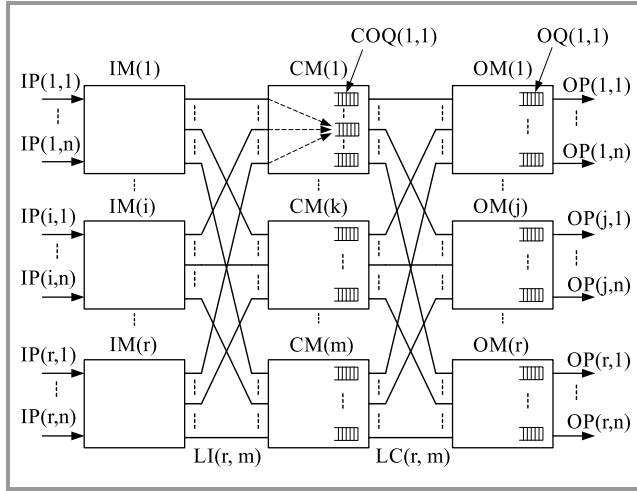 COQ(1,1) OQ(1,1)
IM(1) CM(1) OM(1)
IP(1,1) OP(1,1)
IP(1,n) OP(1,n)
IM(i) CM(k) OM(j)
IP(i,1) OP(j,1)
IP(i,n) OP(j,n)
IM(r) CM(m) OM(r)
IP(r,1) OP(r,1)
IP(r,n) OP(r,n)
LI(r, m) LC(r, m)